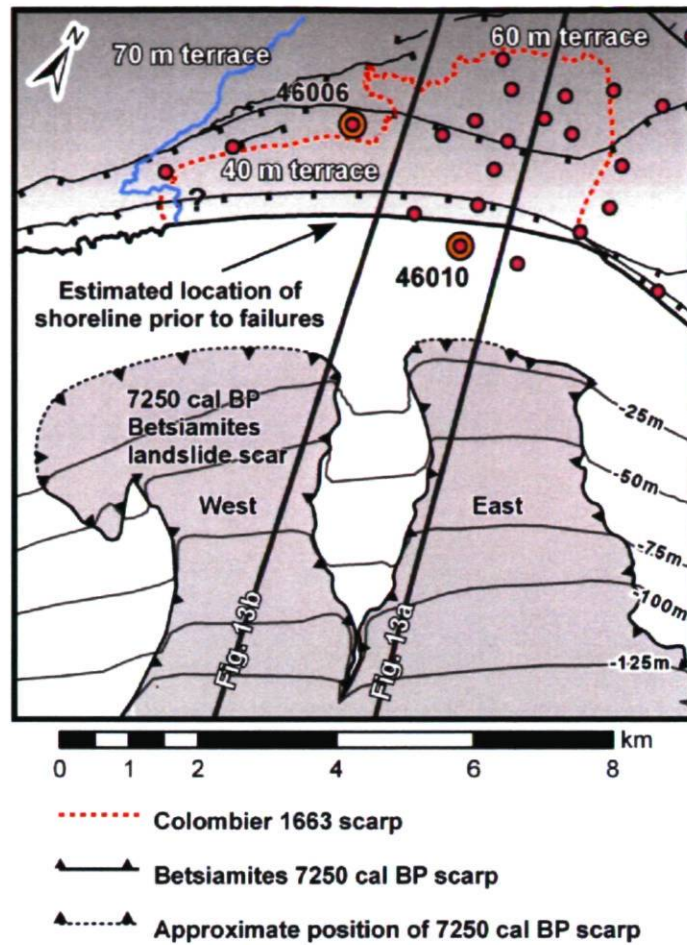 N
70 m terrace
60 m terrace
46006
40 m terrace
?
46010
Estimated location of
shoreline prior to failures
7250 cal BP
Betsiamites
landslide scar
West
East
-25m
-50m
-75m
-100m
-125m
Fig. 13b
Fig. 13a
km
0 1 2 4 6 8
Colombier 1663 scarp
Betsiamites 7250 cal BP scarp
Approximate position of 7250 cal BP scarp